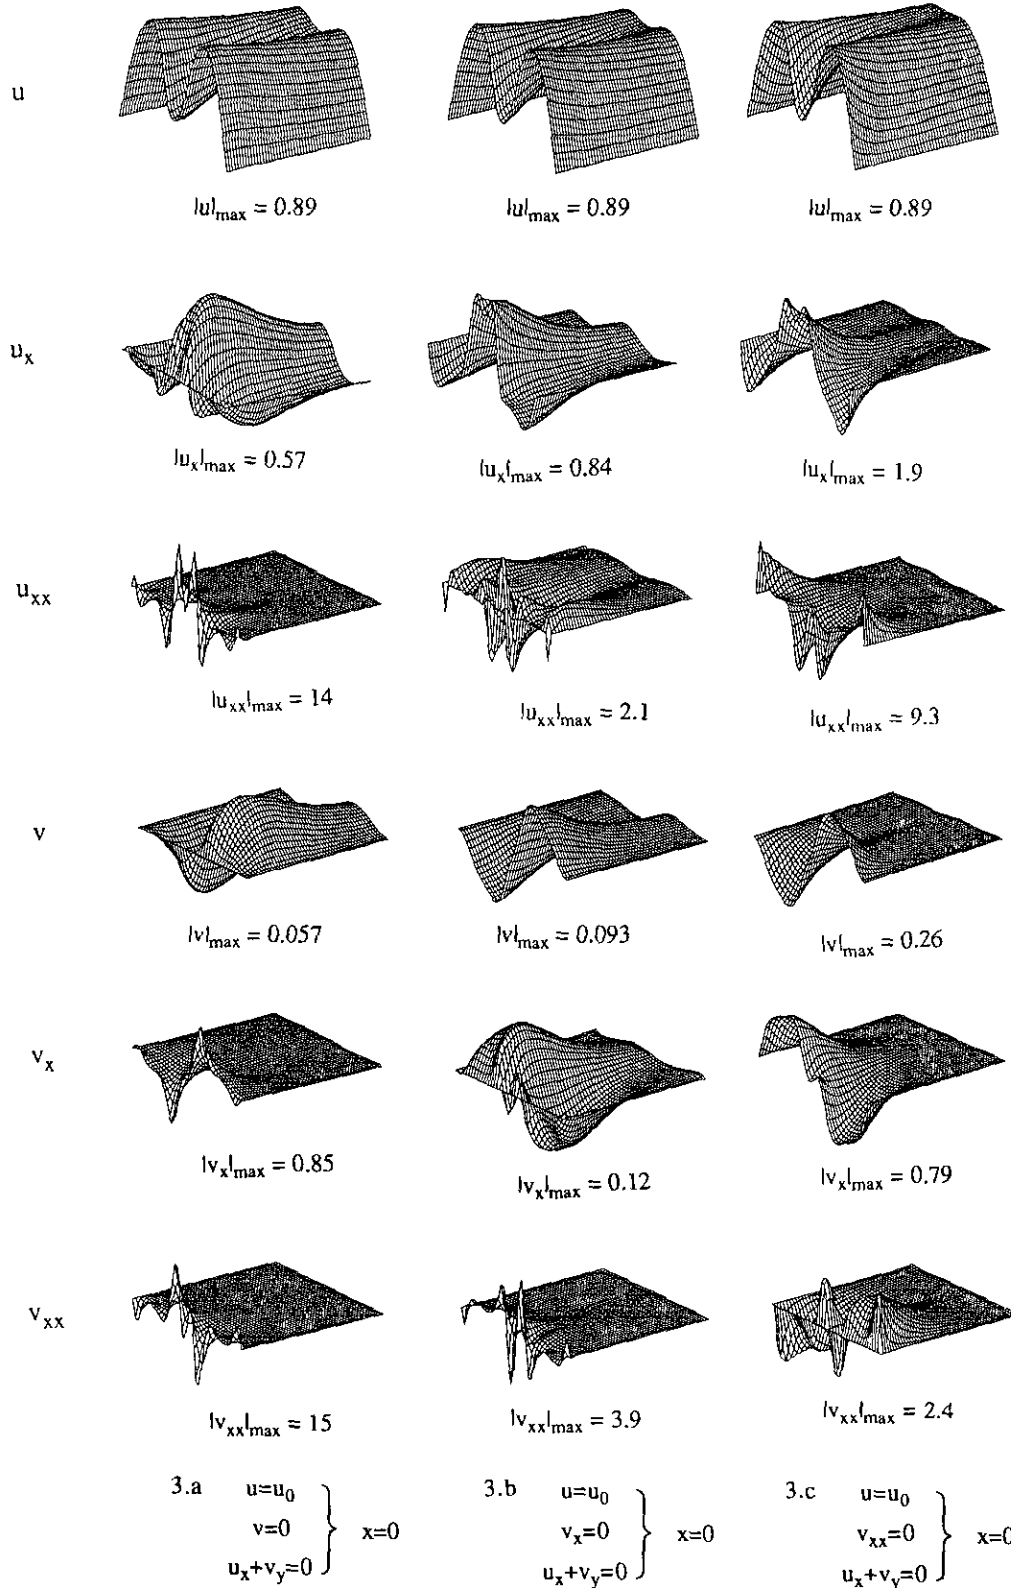 u
|u|max = 0.89 |u|max = 0.89 |u|max = 0.89
ux
|ux|max = 0.57 |ux|max = 0.84 |ux|max = 1.9
uxx
|uxx|max = 14 |uxx|max = 2.1 |uxx|max = 9.3
v
|v|max = 0.057 |v|max = 0.093 |v|max = 0.26
vx
|vx|max = 0.85 |vx|max = 0.12 |vx|max = 0.79
vxx
|vxx|max = 15 |vxx|max = 3.9 |vxx|max = 2.4
3.a u=u0 3.b u=u0 3.c u=u0
v=0 x=0 vx=0 x=0 vxx=0 x=0
ux+vy=0 ux+vy=0 ux+vy=0